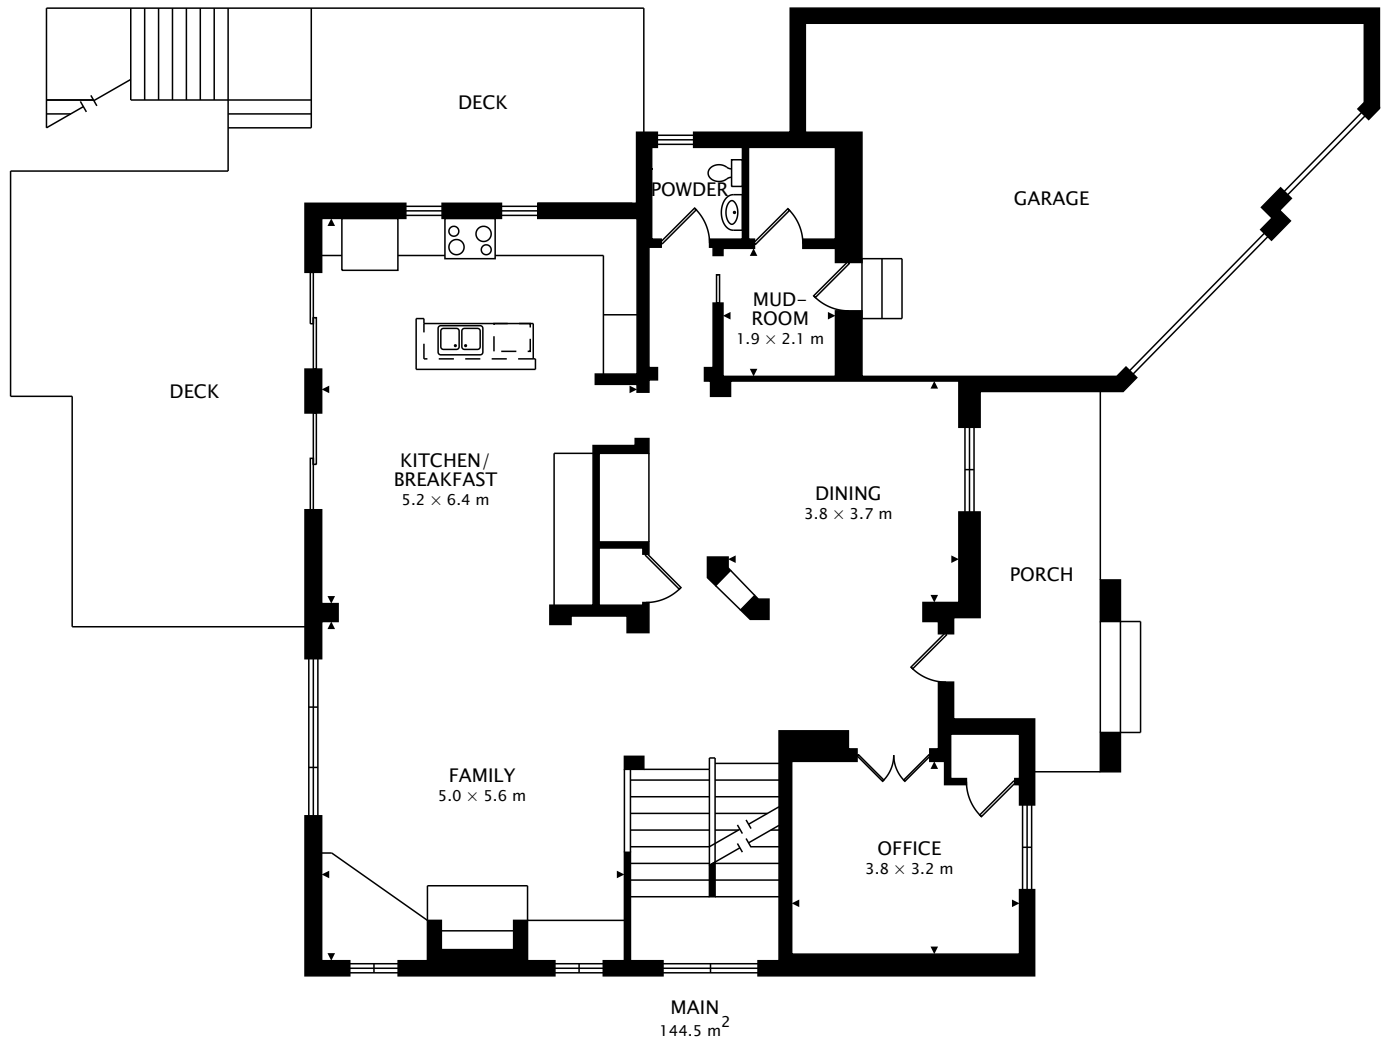 DECK
GARAGE
POWDER
MUD-
ROOM
1.9 × 2.1 m
DECK
KITCHEN/
BREAKFAST
5.2 × 6.4 m
DINING
3.8 × 3.7 m
PORCH
FAMILY
5.0 × 5.6 m
OFFICE
3.8 × 3.2 m
MAIN
144.5 m²